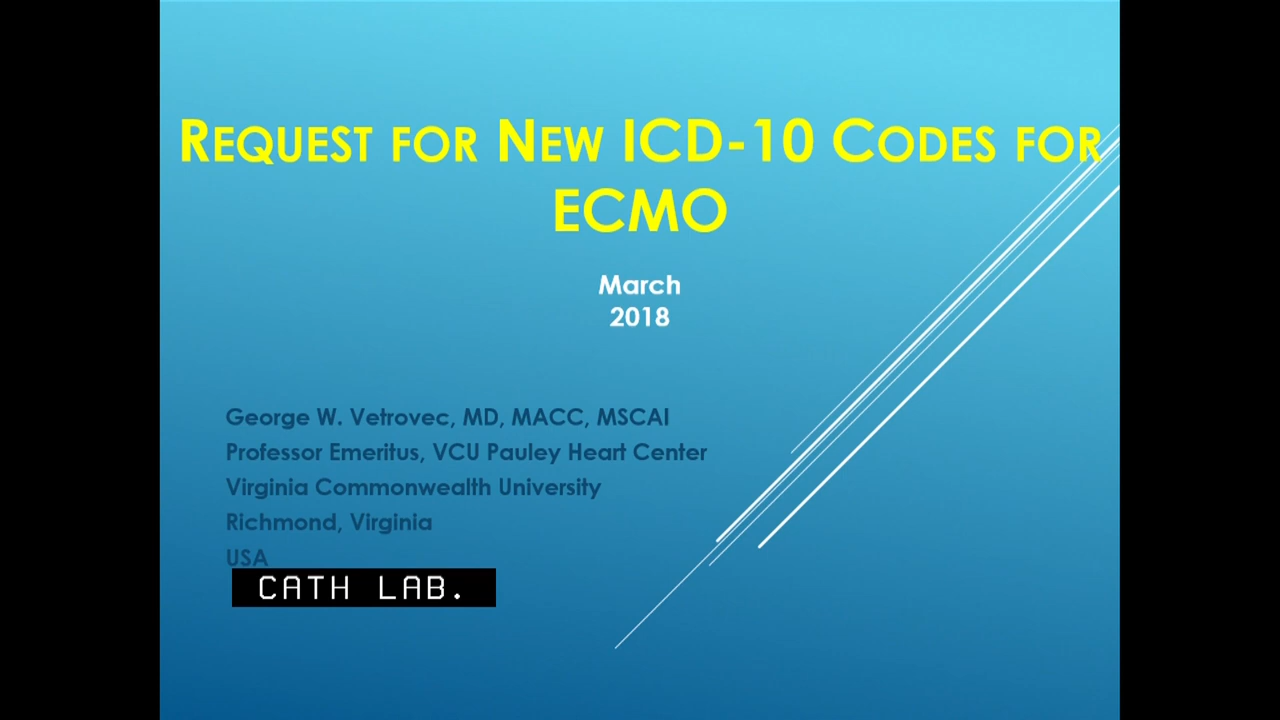 Request for New ICD-10 Codes for
ECMO
March
2018
George W. Vetrovec, MD, MACC, MSCAI
Professor Emeritus, VCU Pauley Heart Center
Virginia Commonwealth University
Richmond, Virginia
USA
CATH LAB.